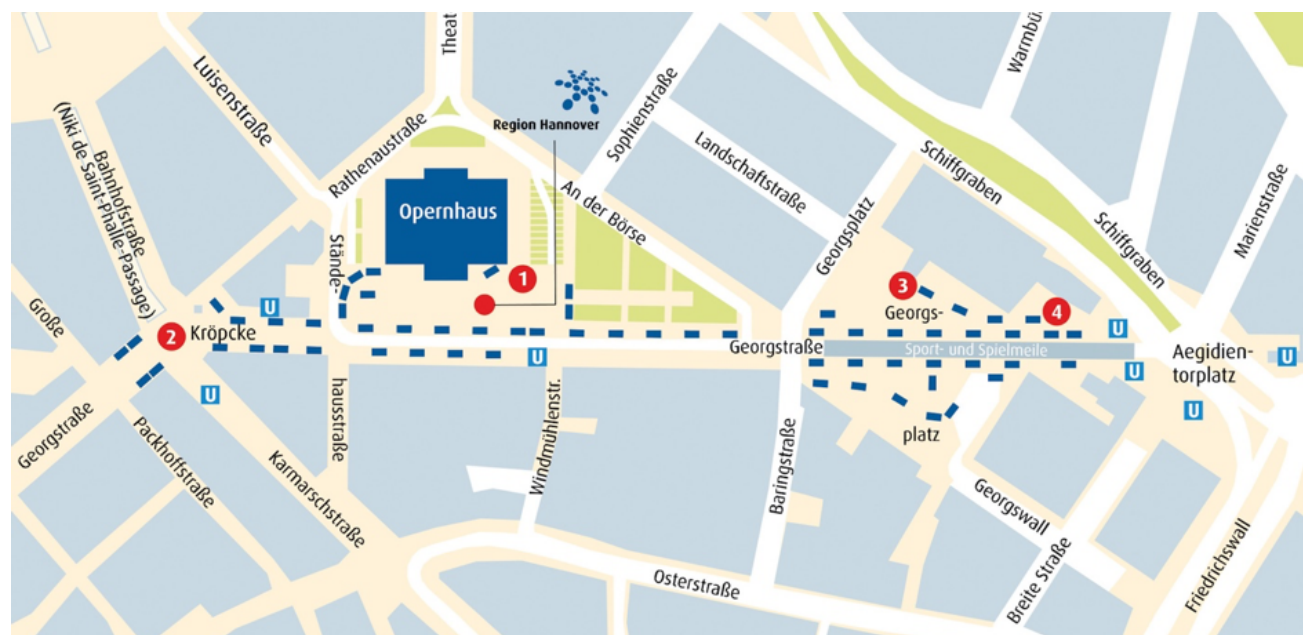 Luisenstraße
Theat
Rathenaustraße
Region Hannover
Sophienstraße
Landschaftstraße
Warmbü
Schiffgraben
Schiffgraben
Marienstraße
Bahnhofstraße
(Niki de Saint-Phalle-Passage)
Opernhaus
An der Börse
Georgsplatz
Stände-
hausstraße
1
2
Kröpcke
3
Georgs-
platz
4
Große
U
U
U
U
U
U
U
Georgstraße
Sport- und Spielmeile
Aegidien-
torplatz
Georgstraße
Packhoffstraße
Karmarschstraße
Windmühlenstr.
Baringstraße
Georgswall
Breite Straße
Osterstraße
Friedrichswall